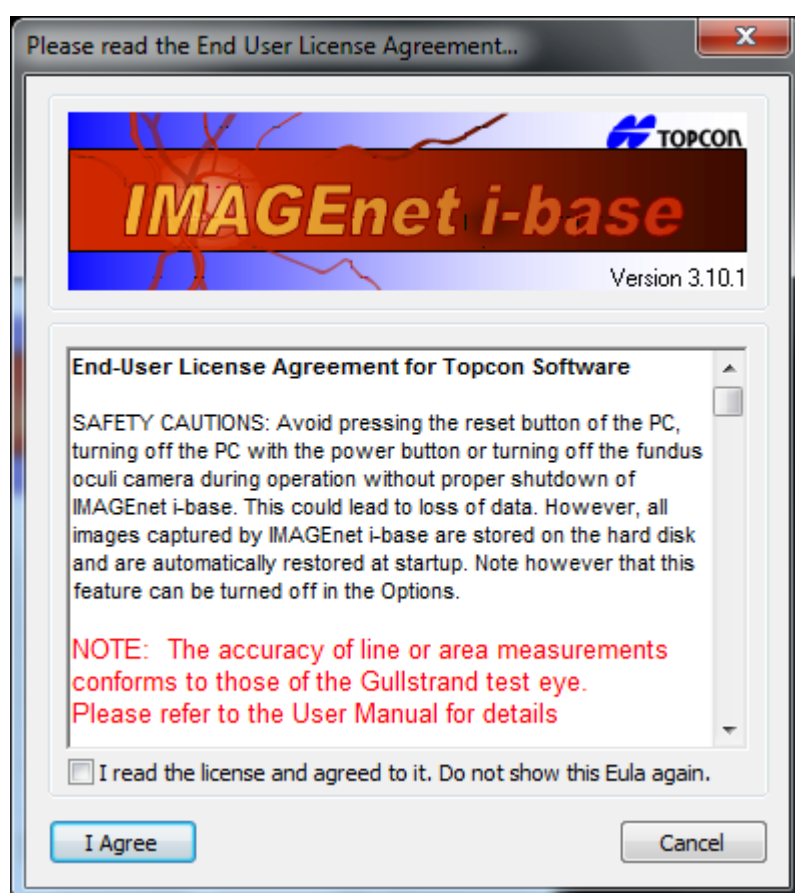 Please read the End User License Agreement...
TOPCON
IMAGEnet i-base
Version 3.10.1
End-User License Agreement for Topcon Software
SAFETY CAUTIONS: Avoid pressing the reset button of the PC,
turning off the PC with the power button or turning off the fundus
oculi camera during operation without proper shutdown of
IMAGEnet i-base. This could lead to loss of data. However, all
images captured by IMAGEnet i-base are stored on the hard disk
and are automatically restored at startup. Note however that this
feature can be turned off in the Options.
NOTE: The accuracy of line or area measurements
conforms to those of the Gullstrand test eye.
Please refer to the User Manual for details
I read the license and agreed to it. Do not show this Eula again.
I Agree
Cancel